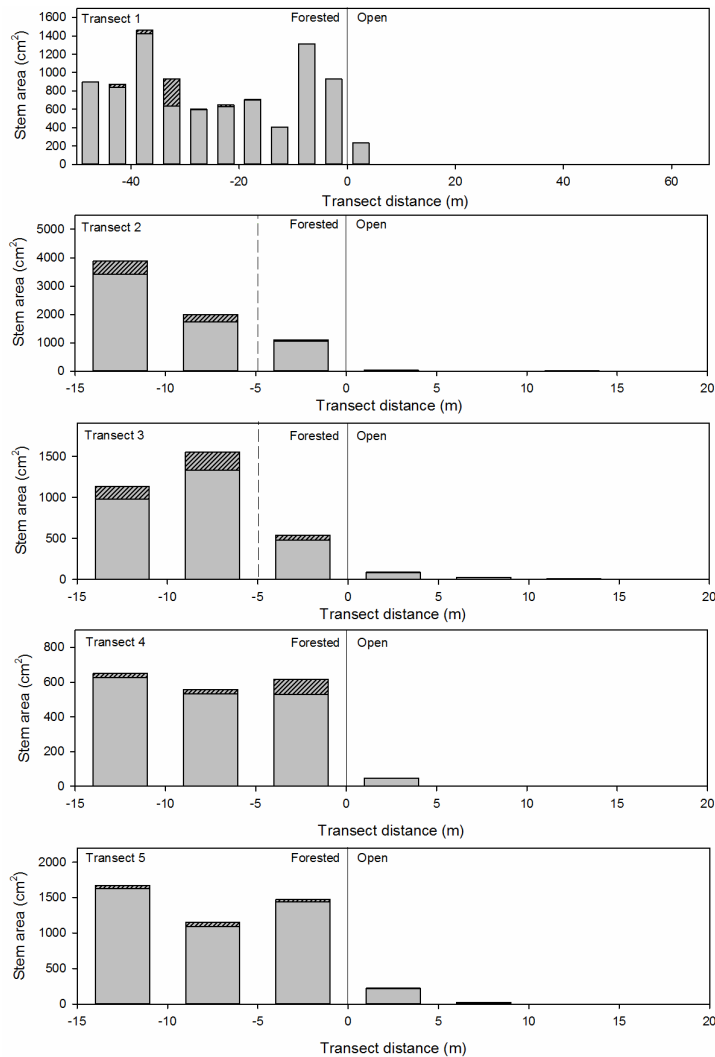 Transect 1 Forested Open
1600
1400
1200
1000
800
600
400
200
0
Stem area (cm²)
-40 -20 0 20 40 60
Transect distance (m)
Transect 2 Forested Open
5000
4000
3000
2000
1000
0
Stem area (cm²)
-15 -10 -5 0 5 10 15 20
Transect distance (m)
Transect 3 Forested Open
1500
1000
500
0
Stem area (cm²)
-15 -10 -5 0 5 10 15 20
Transect distance (m)
Transect 4 Forested Open
800
600
400
200
0
Stem area (cm²)
-15 -10 -5 0 5 10 15 20
Transect distance (m)
Transect 5 Forested Open
2000
1500
1000
500
0
Stem area (cm²)
-15 -10 -5 0 5 10 15 20
Transect distance (m)